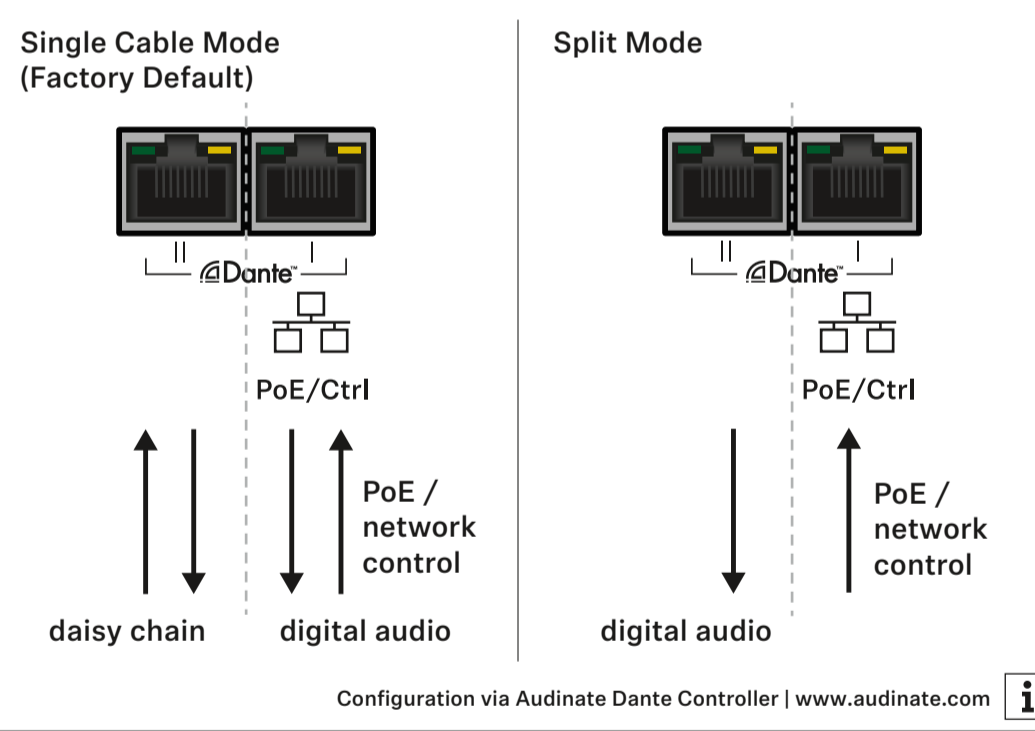 Single Cable Mode
(Factory Default)
II I
Dante™
PoE/Ctrl
PoE /
network
control
daisy chain
digital audio
Split Mode
II I
Dante™
PoE/Ctrl
PoE /
network
control
digital audio
Configuration via Audinate Dante Controller | www.audinate.com
i